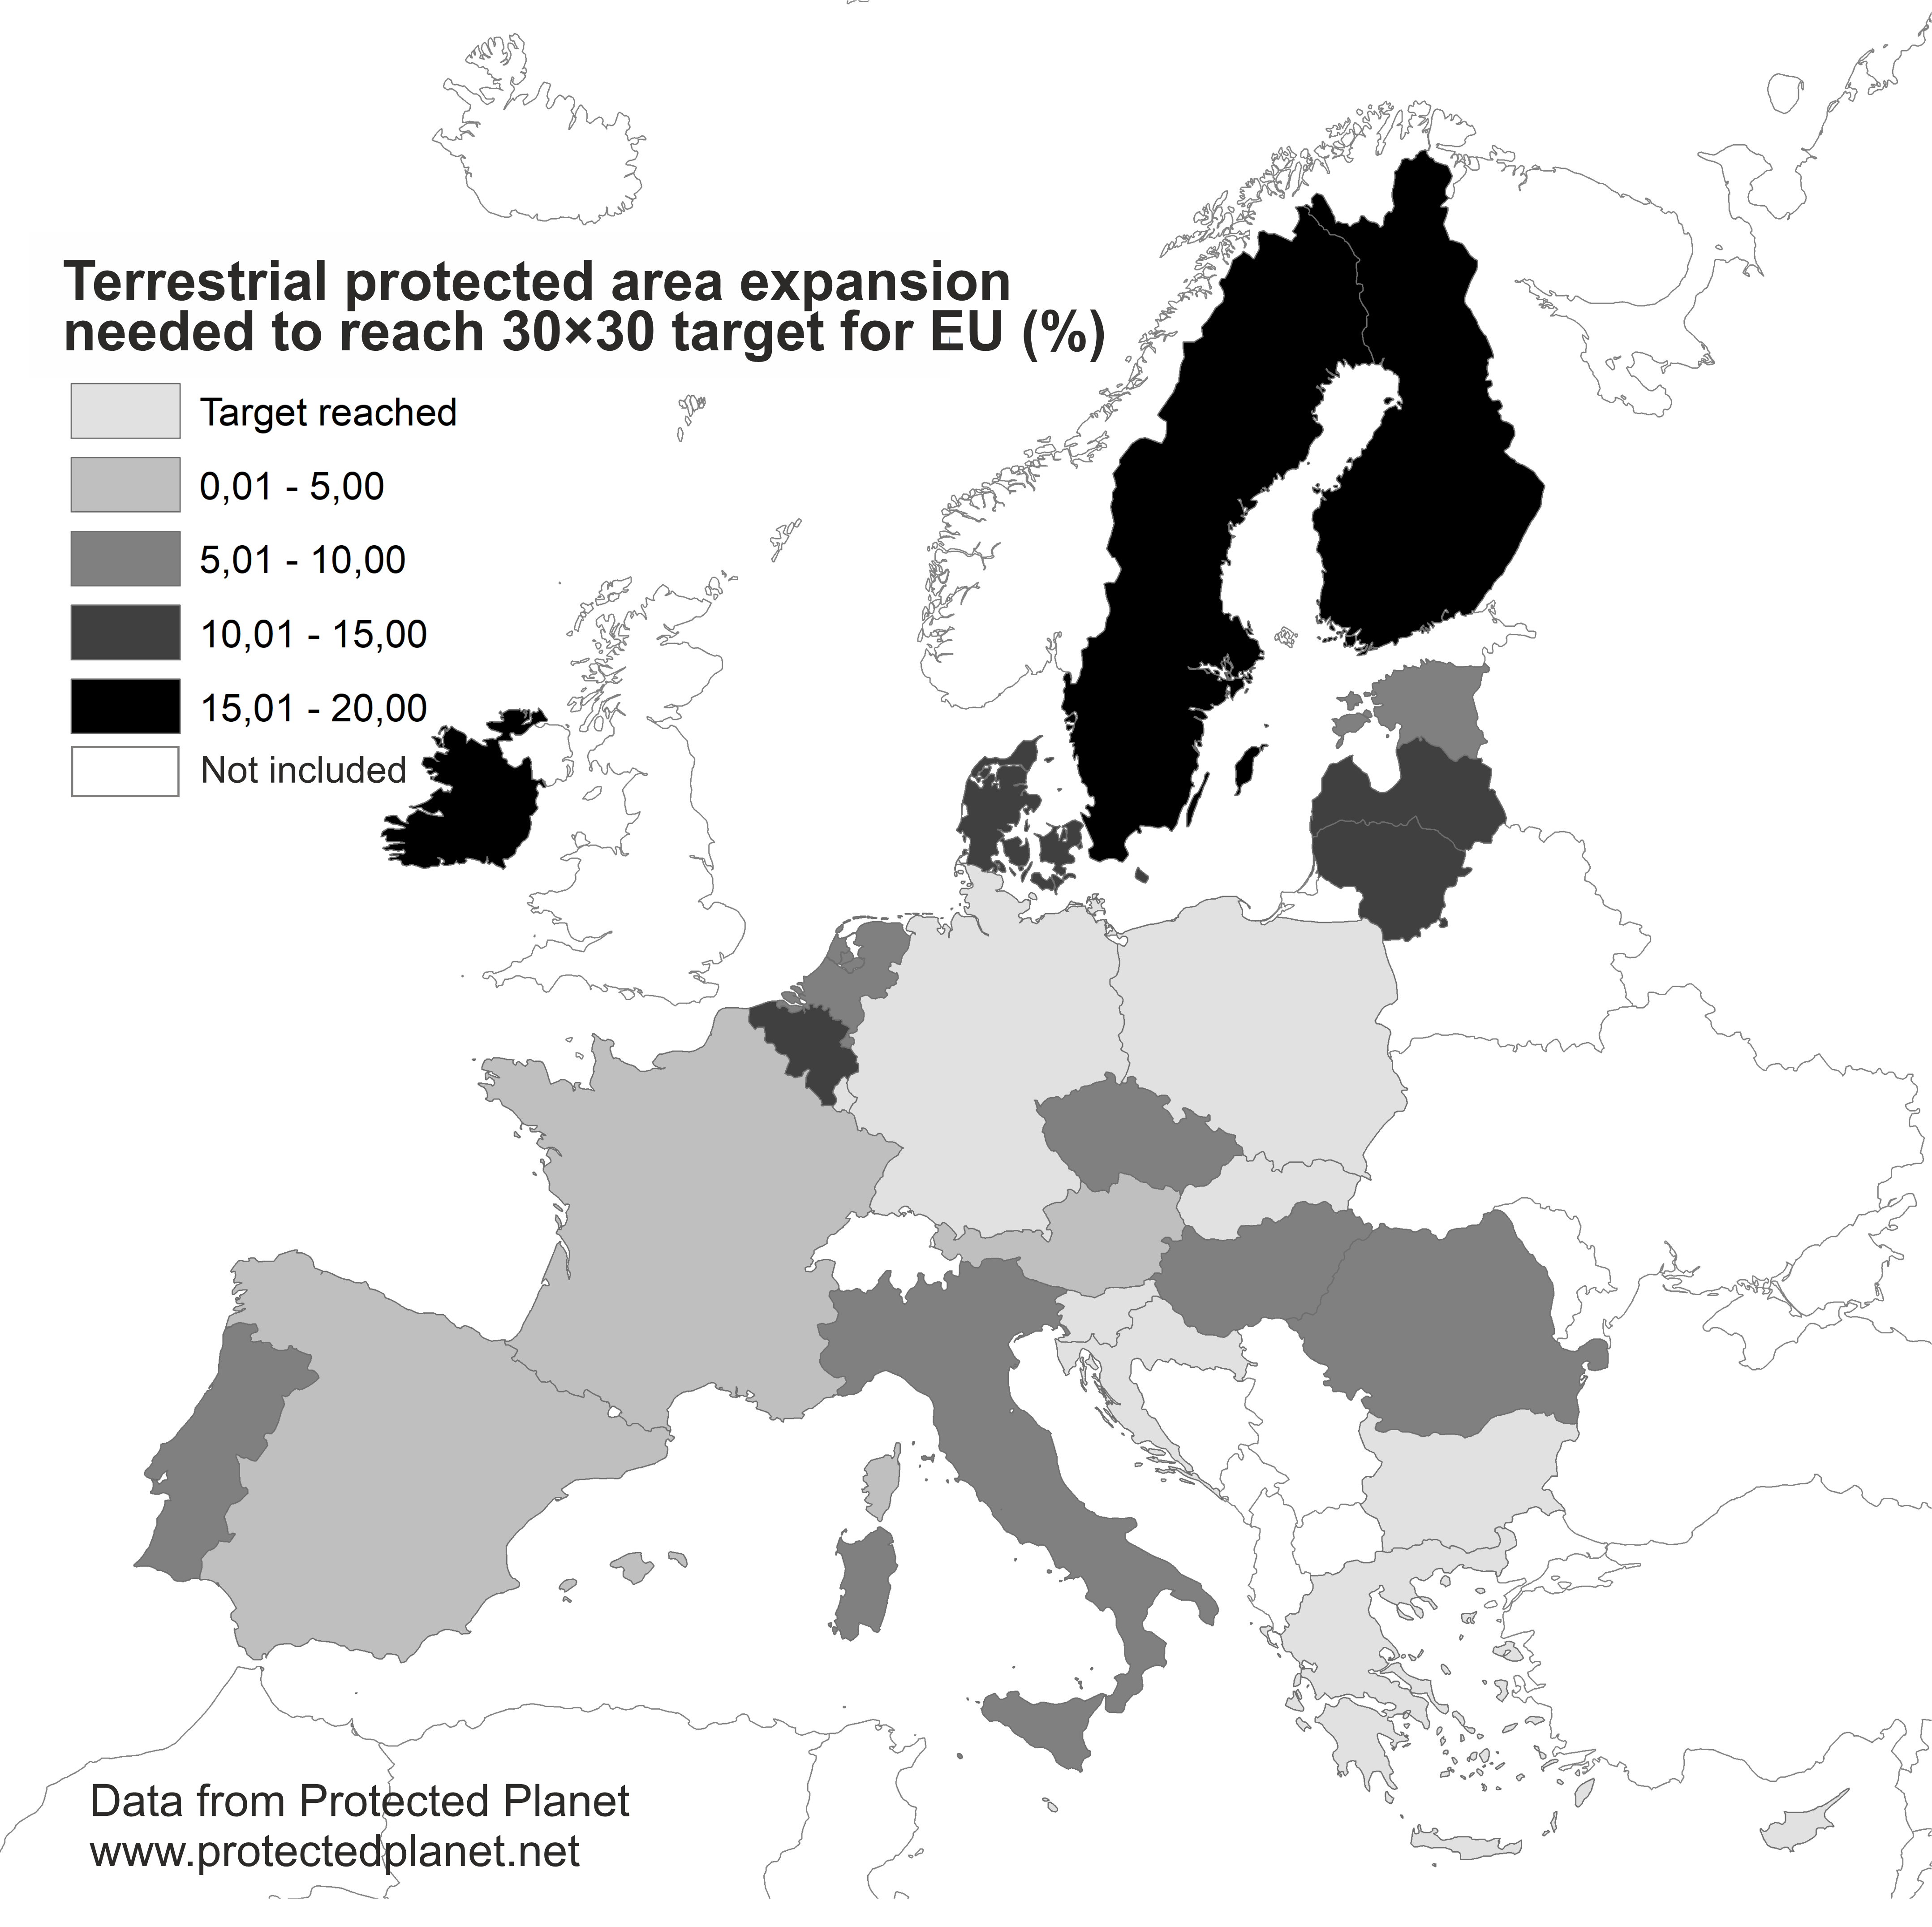 Terrestrial protected area expansion
needed to reach 30×30 target for EU (%)
Target reached
0,01 - 5,00
5,01 - 10,00
10,01 - 15,00
15,01 - 20,00
Not included
Data from Protected Planet
www.protectedplanet.net